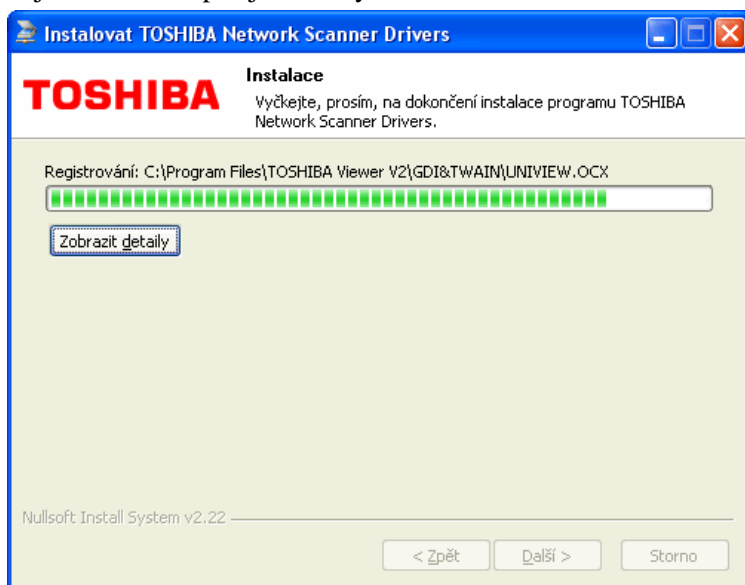 Instalovat TOSHIBA Network Scanner Drivers
TOSHIBA
Instalace
Vyčkejte, prosím, na dokončení instalace programu TOSHIBA
Network Scanner Drivers.
Registrování: C:\Program Files\TOSHIBA Viewer V2\GDI&TWAIN\UNIVIEW.OCX
Zobrazit detaily
Nullsoft Install System v2.22
< Zpět
Další >
Storno